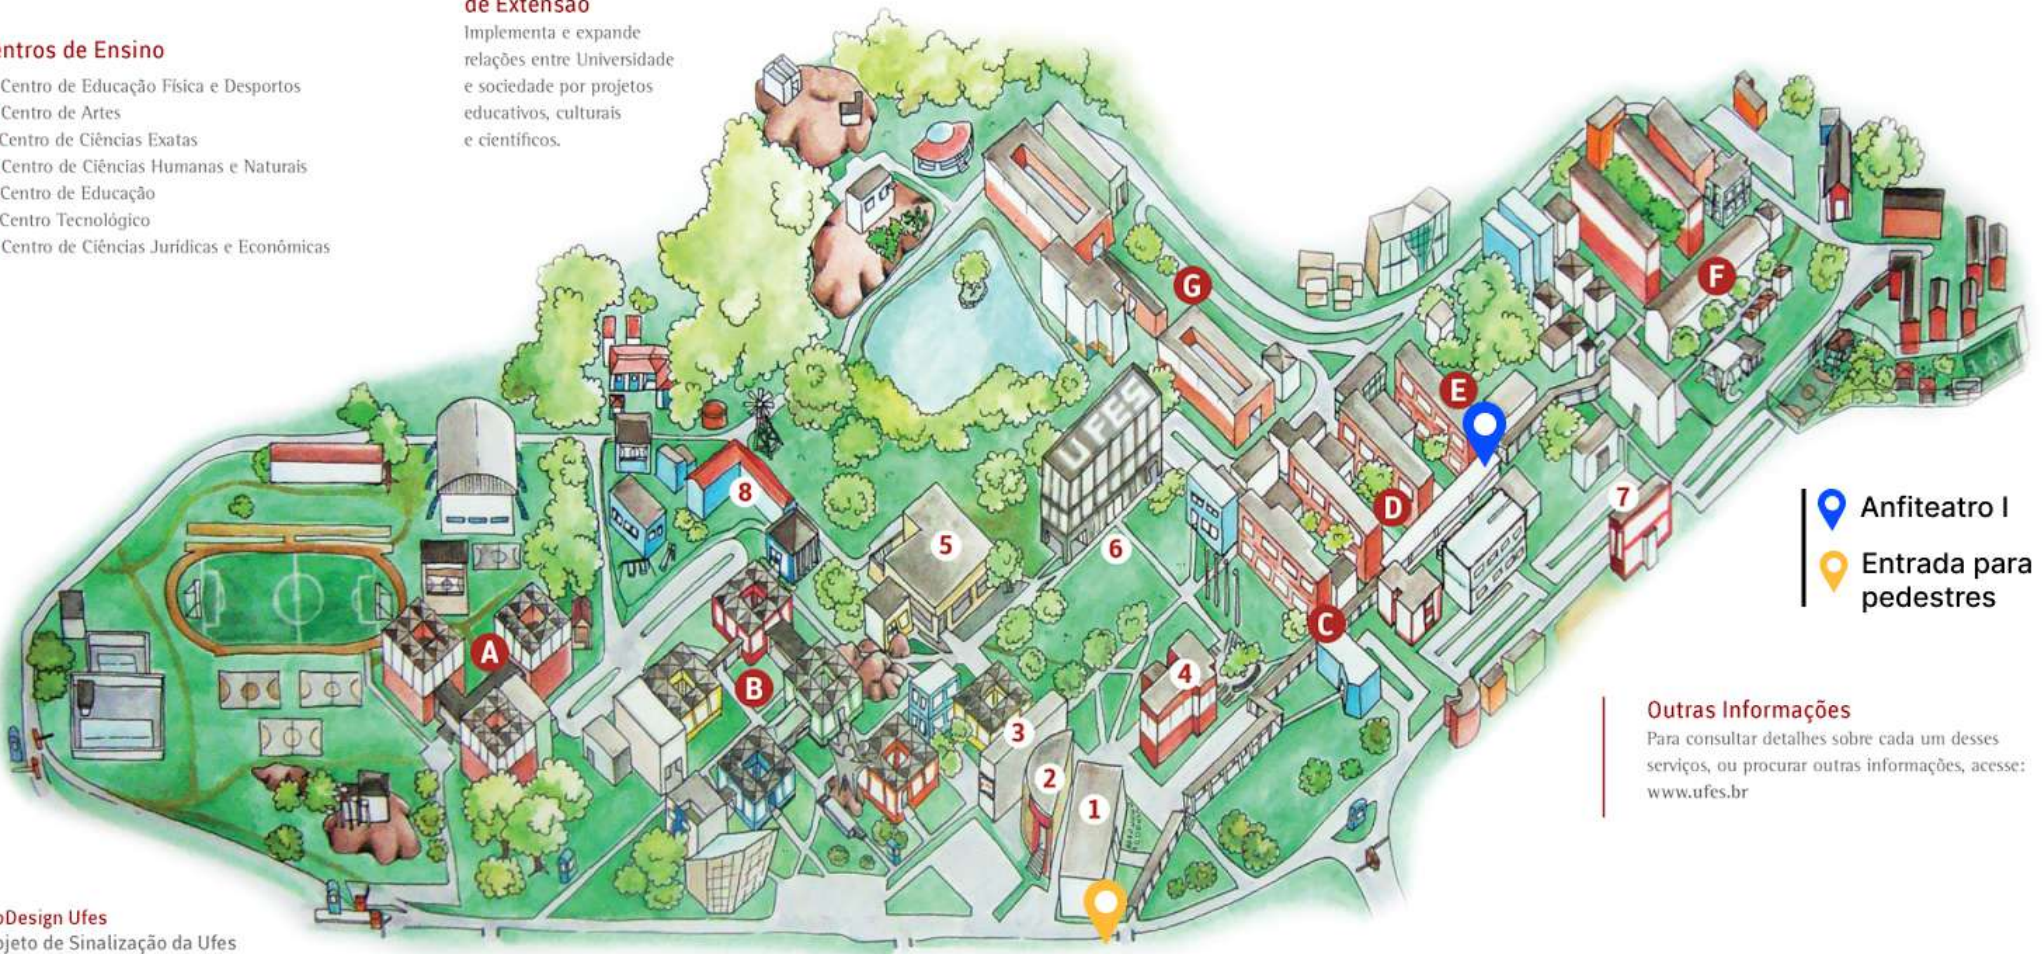 de Extensão
Implementa e expande
relações entre Universidade
e sociedade por projetos
educativos, culturais
e científicos.
entros de Ensino
Centro de Educação Física e Desportos
Centro de Artes
Centro de Ciências Exatas
Centro de Ciências Humanas e Naturais
Centro de Educação
Centro Tecnológico
Centro de Ciências Jurídicas e Econômicas
G
F
E
UFES
8
7
D
5
6
Anfiteatro I
Entrada para
pedestres
C
A
B
4
3
2
1
Outras Informações
Para consultar detalhes sobre cada um desses
serviços, ou procurar outras informações, acesse:
www.ufes.br
oDesign Ufes
ojeto de Sinalização da Ufes